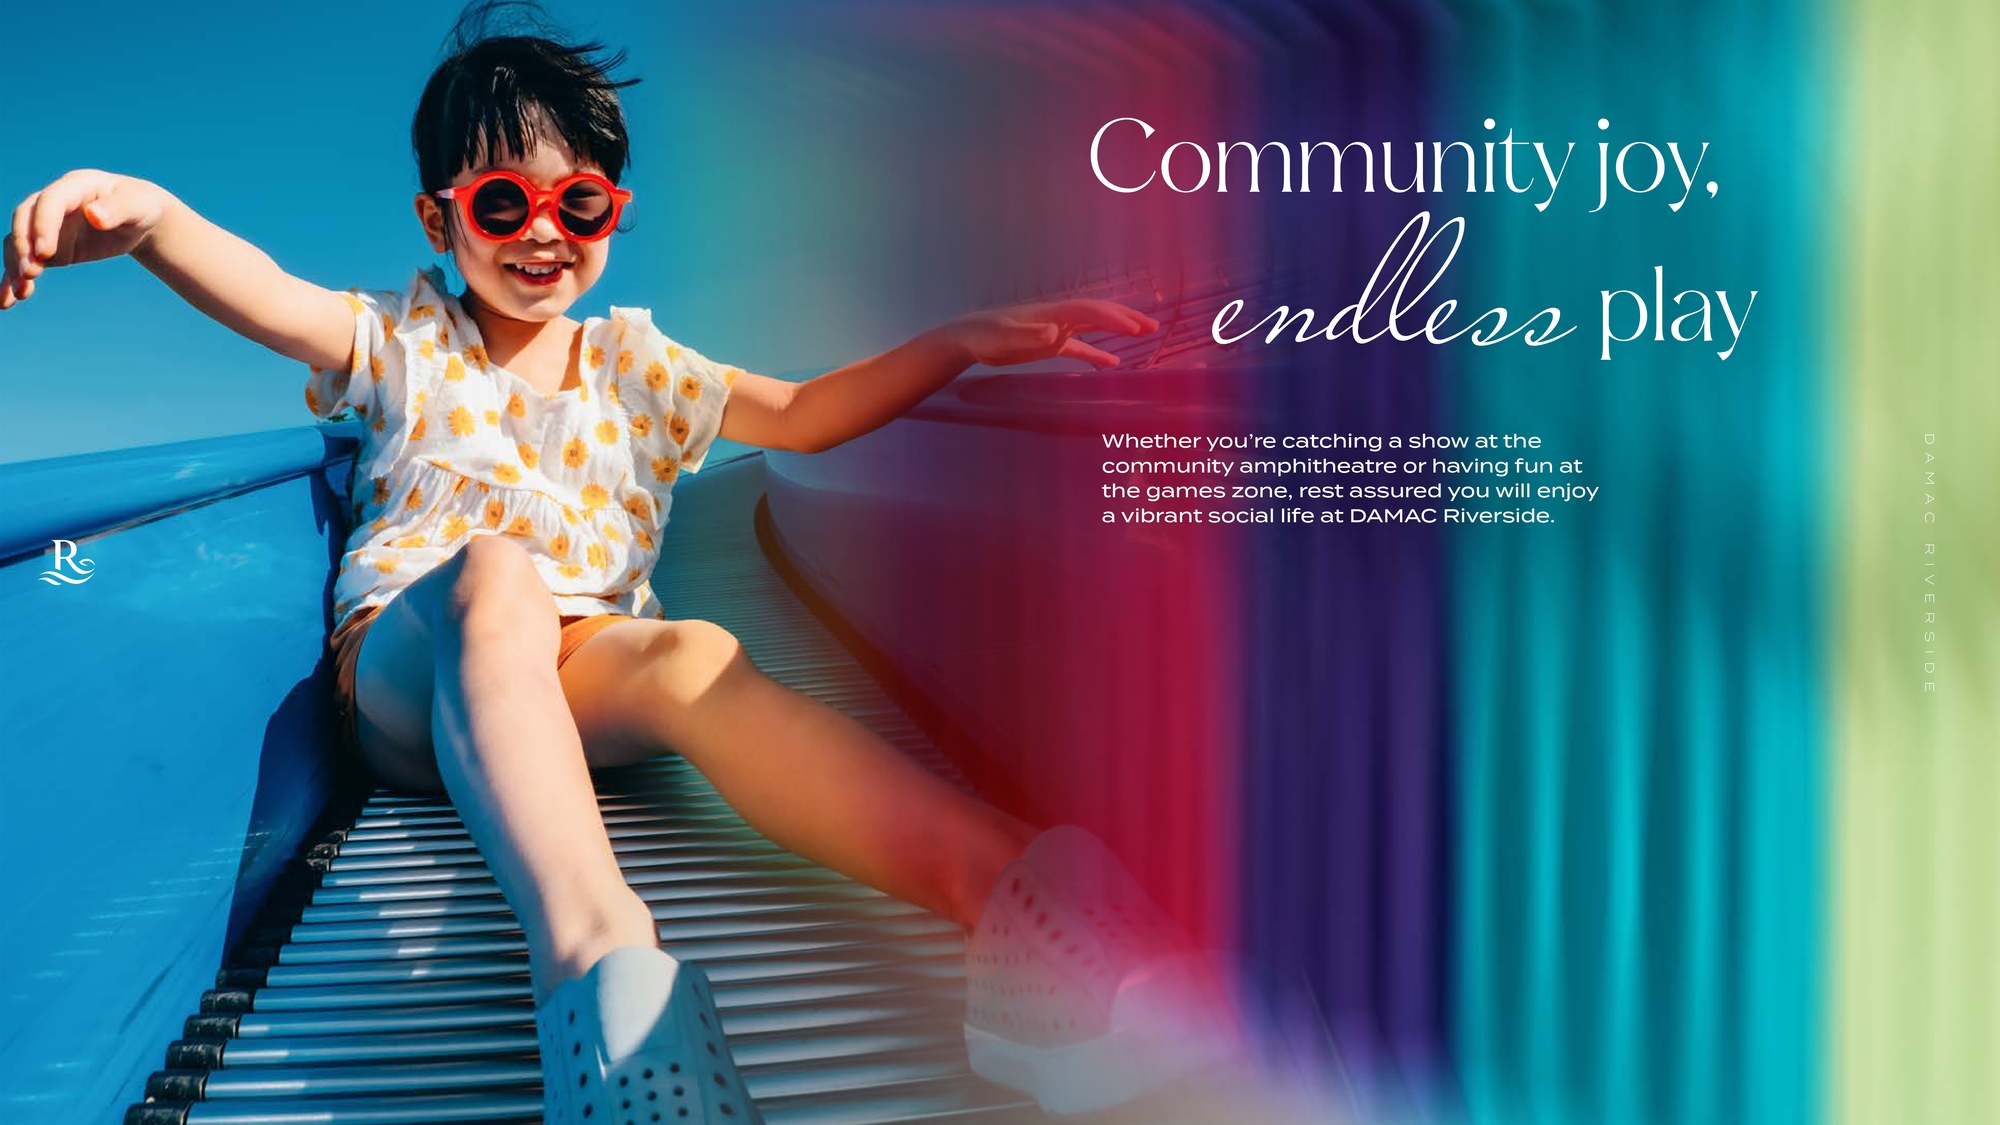 R
Community joy,
endless play
Whether you're catching a show at the
community amphitheatre or having fun at
the games zone, rest assured you will enjoy
a vibrant social life at DAMAC Riverside.
DAMAC RIVERSIDE